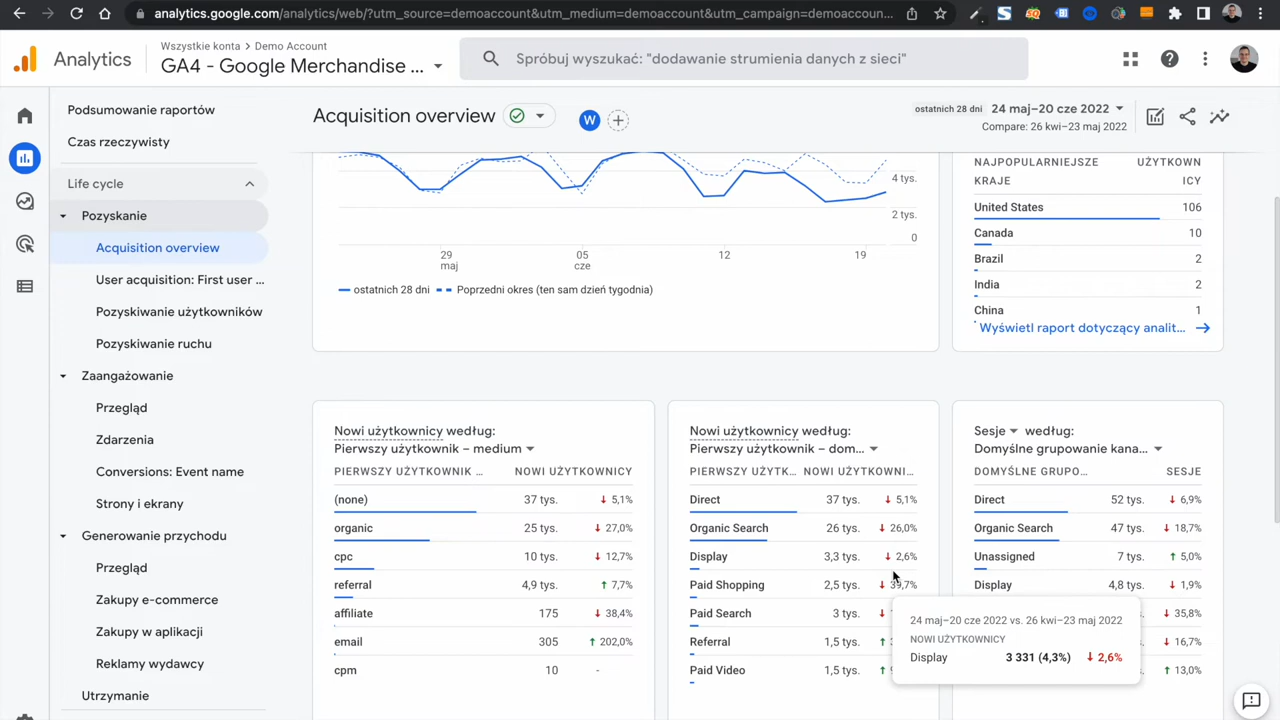 analytics.google.com/analytics/web/?utm_source=demoaccount&utm_medium=demoaccount&utm_campaign=demoaccoun...
Analytics
Wszystkie konta > Demo Account
GA4 - Google Merchandise ...
Spróbuj wyszukać: "dodawanie strumienia danych z sieci"
Podsumowanie raportów
Czas rzeczywisty
Life cycle
Pozyskanie
Acquisition overview
User acquisition: First user ...
Pozyskiwanie użytkowników
Pozyskiwanie ruchu
Zaangażowanie
Przegląd
Zdarzenia
Conversions: Event name
Strony i ekrany
Generowanie przychodu
Przegląd
Zakupy e-commerce
Zakupy w aplikacji
Reklamy wydawcy
Utrzymanie
Acquisition overview
W
ostatnich 28 dni 24 maj–20 cze 2022
Compare: 26 kwi–23 maj 2022
4 tys.
2 tys.
0
29 05 12 19
maj cze
ostatnich 28 dni Poprzedni okres (ten sam dzień tygodnia)
NAJPOPULARNIEJSZE UŻYTKOWN
KRAJE ICY
United States 106
Canada 10
Brazil 2
India 2
China 1
Wyświetl raport dotyczący analit...
Nowi użytkownicy według:
Pierwszy użytkownik – medium
PIERWSZY UŻYTKOWNIK ... NOWI UŻYTKOWNICY
(none) 37 tys. ↓ 5,1%
organic 25 tys. ↓ 27,0%
cpc 10 tys. ↓ 12,7%
referral 4,9 tys. ↑ 7,7%
affiliate 175 ↓ 38,4%
email 305 ↑ 202,0%
cpm 10 -
Nowi użytkownicy według:
Pierwszy użytkownik – dom...
PIERWSZY UŻYTK... NOWI UŻYTKOWNI...
Direct 37 tys. ↓ 5,1%
Organic Search 26 tys. ↓ 26,0%
Display 3,3 tys. ↓ 2,6%
Paid Shopping 2,5 tys. ↓
Paid Search 3 tys. ↓
Referral 1,5 tys. ↑
Paid Video 1,5 tys. ↑
Sesje według:
Domyślne grupowanie kana...
DOMYŚLNE GRUPO... SESJE
Direct 52 tys. ↓ 6,9%
Organic Search 47 tys. ↓ 18,7%
Unassigned 7 tys. ↑ 5,0%
Display 4,8 tys. ↓ 1,9%
↓ 35,8%
↓ 16,7%
↑ 13,0%
24 maj–20 cze 2022 vs. 26 kwi–23 maj 2022
NOWI UŻYTKOWNICY
Display 3 331 (4,3%) ↓ 2,6%